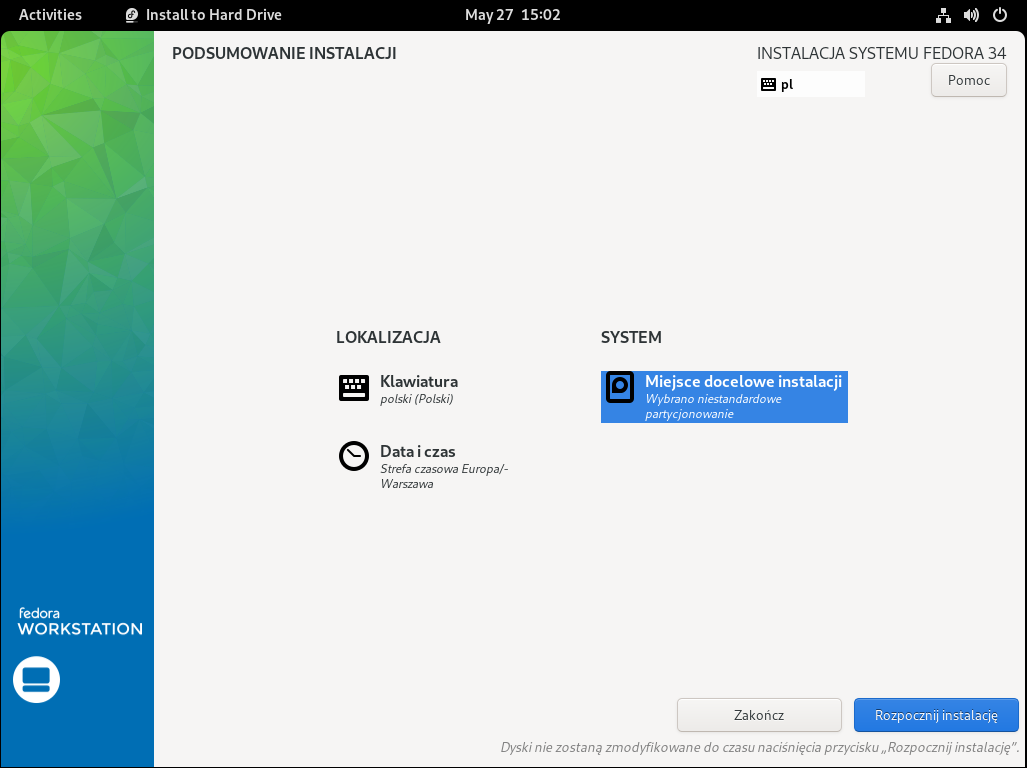 Activities
Install to Hard Drive
May 27 15:02
PODSUMOWANIE INSTALACJI
INSTALACJA SYSTEMU FEDORA 34
pl
Pomoc
LOKALIZACJA
Klawiatura
polski (Polski)
Data i czas
Strefa czasowa Europa/-
Warszawa
SYSTEM
Miejsce docelowe instalacji
Wybrano niestandardowe
partycjonowanie
fedora
WORKSTATION
Zakończ
Rozpocznij instalację
Dyski nie zostaną zmodyfikowane do czasu naciśnięcia przycisku „Rozpocznij instalację”.